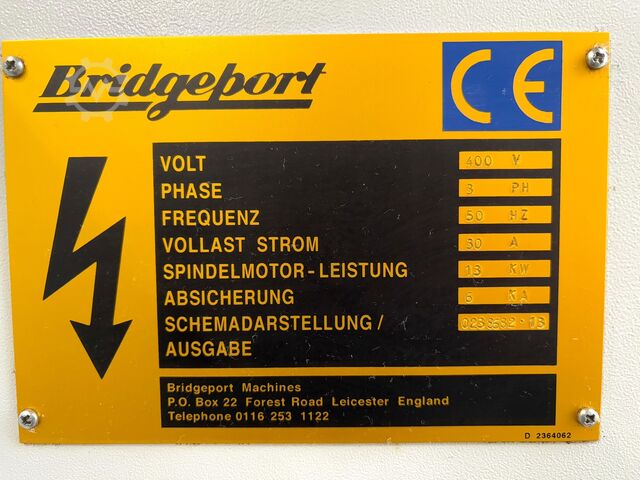 Bridgeport
CE
VOLT 400 V
PHASE 3 PH
FREQUENZ 50 HZ
VOLLAST STROM 30 A
SPINDELMOTOR-LEISTUNG 13 KW
ABSICHERUNG 6 KA
SCHEMADARSTELLUNG/
AUSGABE
Bridgeport Machines
P.O. Box 22 Forest Road Leicester England
Telephone 0116 253 1122
D 2364062